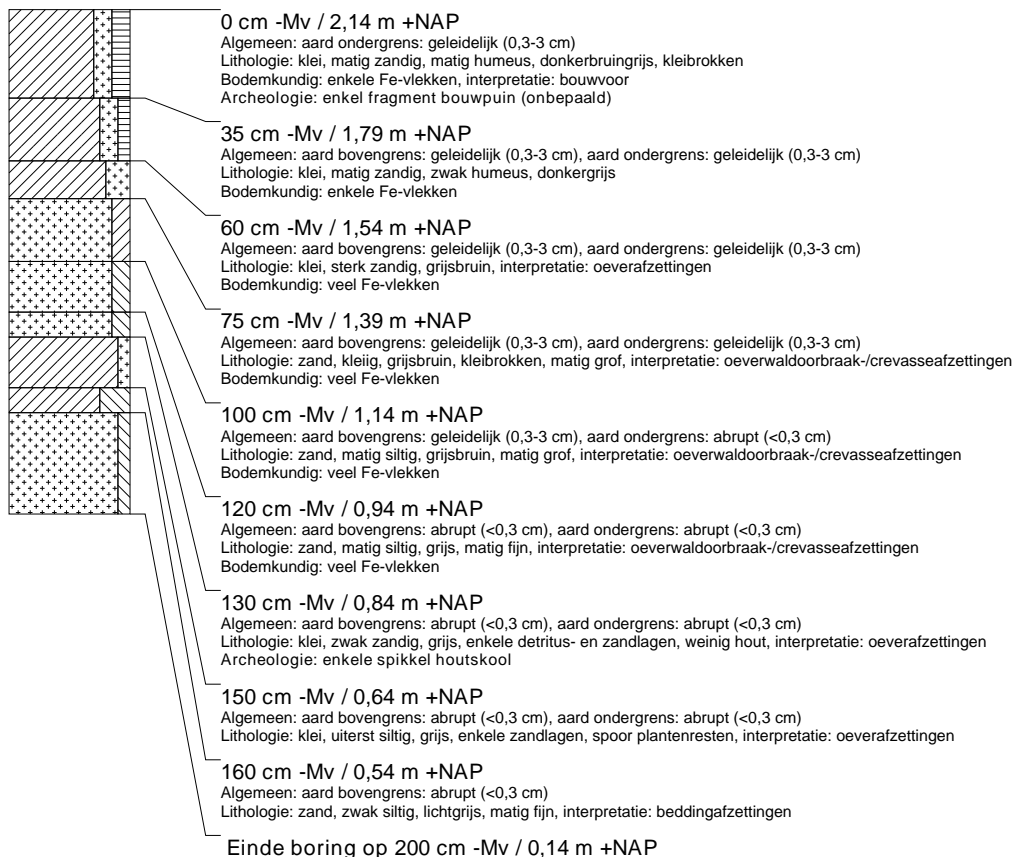 0 cm -Mv / 2,14 m +NAP
Algemeen: aard ondergrens: geleidelijk (0,3-3 cm)
Lithologie: klei, matig zandig, matig humeus, donkerbruingrijs, kleibrokken
Bodemkundig: enkele Fe-vlekken, interpretatie: bouwvoor
Archeologie: enkel fragment bouwpuin (onbepaald)
35 cm -Mv / 1,79 m +NAP
Algemeen: aard bovengrens: geleidelijk (0,3-3 cm), aard ondergrens: geleidelijk (0,3-3 cm)
Lithologie: klei, matig zandig, zwak humeus, donkergrijs
Bodemkundig: enkele Fe-vlekken
60 cm -Mv / 1,54 m +NAP
Algemeen: aard bovengrens: geleidelijk (0,3-3 cm), aard ondergrens: geleidelijk (0,3-3 cm)
Lithologie: klei, sterk zandig, grijsbruin, interpretatie: oeverafzettingen
Bodemkundig: veel Fe-vlekken
75 cm -Mv / 1,39 m +NAP
Algemeen: aard bovengrens: geleidelijk (0,3-3 cm), aard ondergrens: geleidelijk (0,3-3 cm)
Lithologie: zand, kleiig, grijsbruin, kleibrokken, matig grof, interpretatie: oeverwaldoorbraak-/crevasseafzettingen
Bodemkundig: veel Fe-vlekken
100 cm -Mv / 1,14 m +NAP
Algemeen: aard bovengrens: geleidelijk (0,3-3 cm), aard ondergrens: abrupt (<0,3 cm)
Lithologie: zand, matig siltig, grijsbruin, matig grof, interpretatie: oeverwaldoorbraak-/crevasseafzettingen
Bodemkundig: veel Fe-vlekken
120 cm -Mv / 0,94 m +NAP
Algemeen: aard bovengrens: abrupt (<0,3 cm), aard ondergrens: abrupt (<0,3 cm)
Lithologie: zand, matig siltig, grijs, matig fijn, interpretatie: oeverwaldoorbraak-/crevasseafzettingen
Bodemkundig: veel Fe-vlekken
130 cm -Mv / 0,84 m +NAP
Algemeen: aard bovengrens: abrupt (<0,3 cm), aard ondergrens: abrupt (<0,3 cm)
Lithologie: klei, zwak zandig, grijs, enkele detritus- en zandlagen, weinig hout, interpretatie: oeverafzettingen
Archeologie: enkele spikkel houtskool
150 cm -Mv / 0,64 m +NAP
Algemeen: aard bovengrens: abrupt (<0,3 cm), aard ondergrens: abrupt (<0,3 cm)
Lithologie: klei, uiterst siltig, grijs, enkele zandlagen, spoor plantenresten, interpretatie: oeverafzettingen
160 cm -Mv / 0,54 m +NAP
Algemeen: aard bovengrens: abrupt (<0,3 cm)
Lithologie: zand, zwak siltig, lichtgrijs, matig fijn, interpretatie: beddingafzettingen
Einde boring op 200 cm -Mv / 0,14 m +NAP